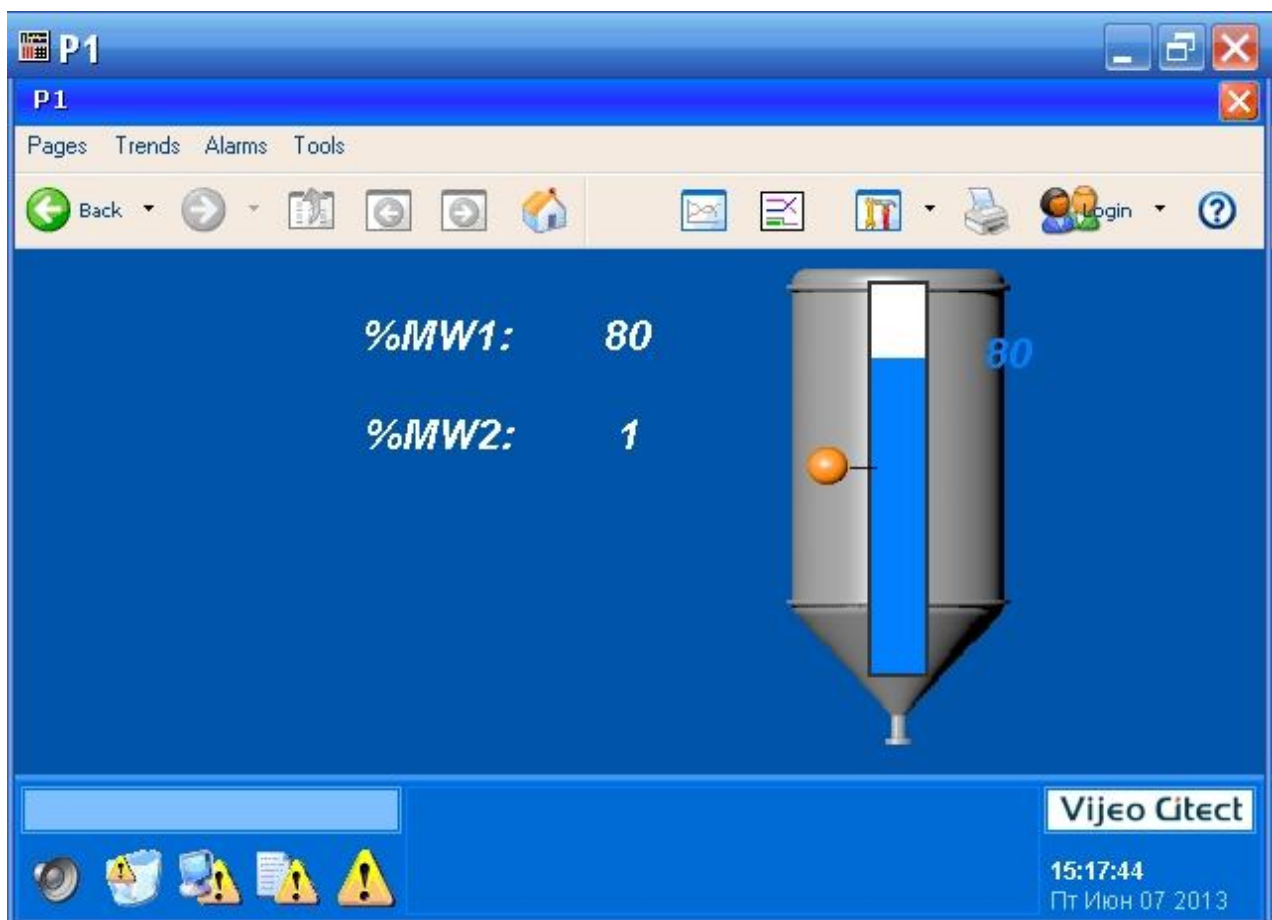 P1
P1
Pages Trends Alarms Tools
Back Login
%MW1: 80
80
%MW2: 1
Vijeo Citect
15:17:44
Пт Июн 07 2013